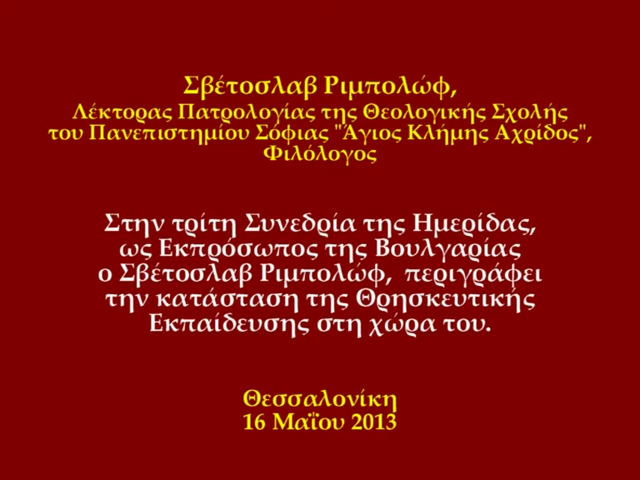 Σβέτοσλαβ Ριμπολώφ,
Λέκτορας Πατρολογίας της Θεολογικής Σχολής
του Πανεπιστημίου Σόφιας "Άγιος Κλήμης Αχρίδος",
Φιλόλογος
Στην τρίτη Συνεδρία της Ημερίδας,
ως Εκπρόσωπος της Βουλγαρίας
ο Σβέτοσλαβ Ριμπολώφ, περιγράφει
την κατάσταση της Θρησκευτικής
Εκπαίδευσης στη χώρα του.
Θεσσαλονίκη
16 Μαΐου 2013